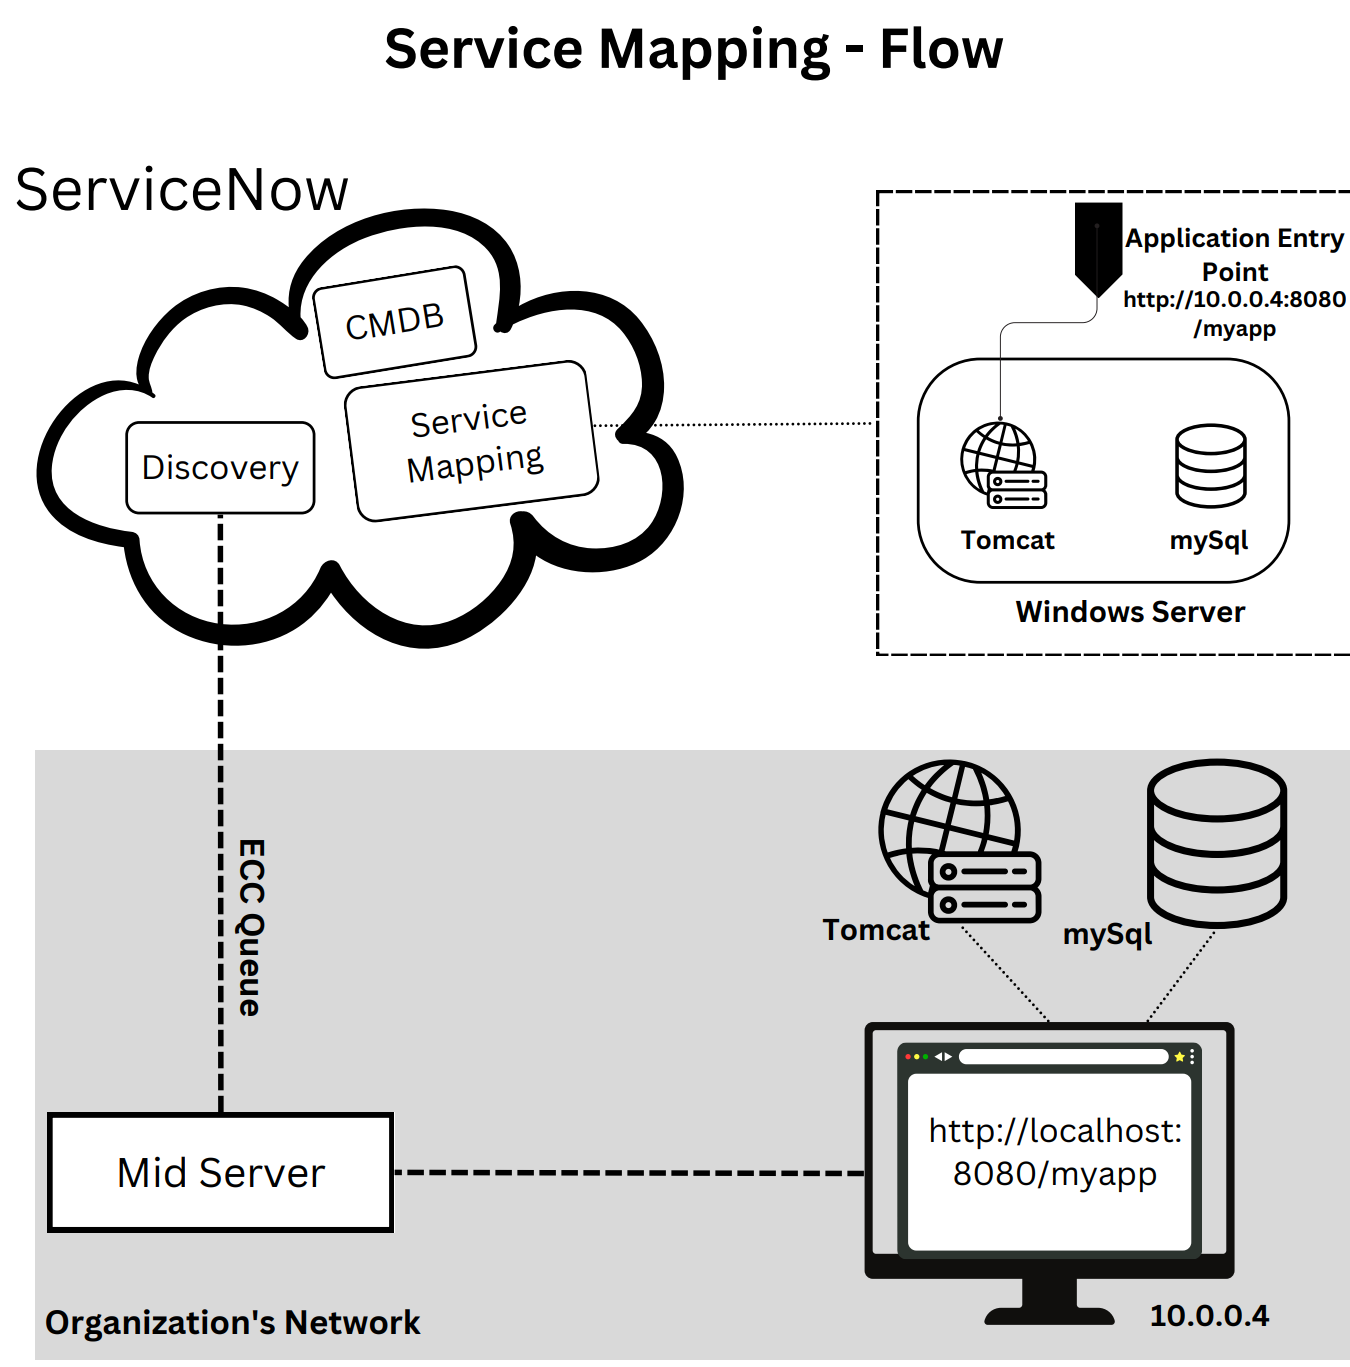 Service Mapping - Flow
ServiceNow
CMDB
Service
Mapping
Discovery
Application Entry
Point
http://10.0.0.4:8080
/myapp
Tomcat
mySql
Windows Server
ECC Queue
Tomcat
mySql
Mid Server
http://localhost:
8080/myapp
Organization's Network
10.0.0.4